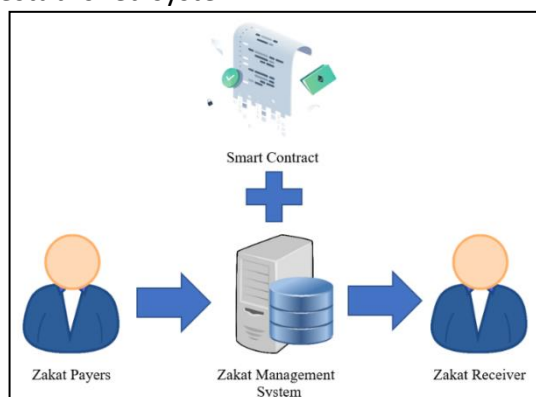 Smart Contract
Zakat Payers
Zakat Management
System
Zakat Receiver